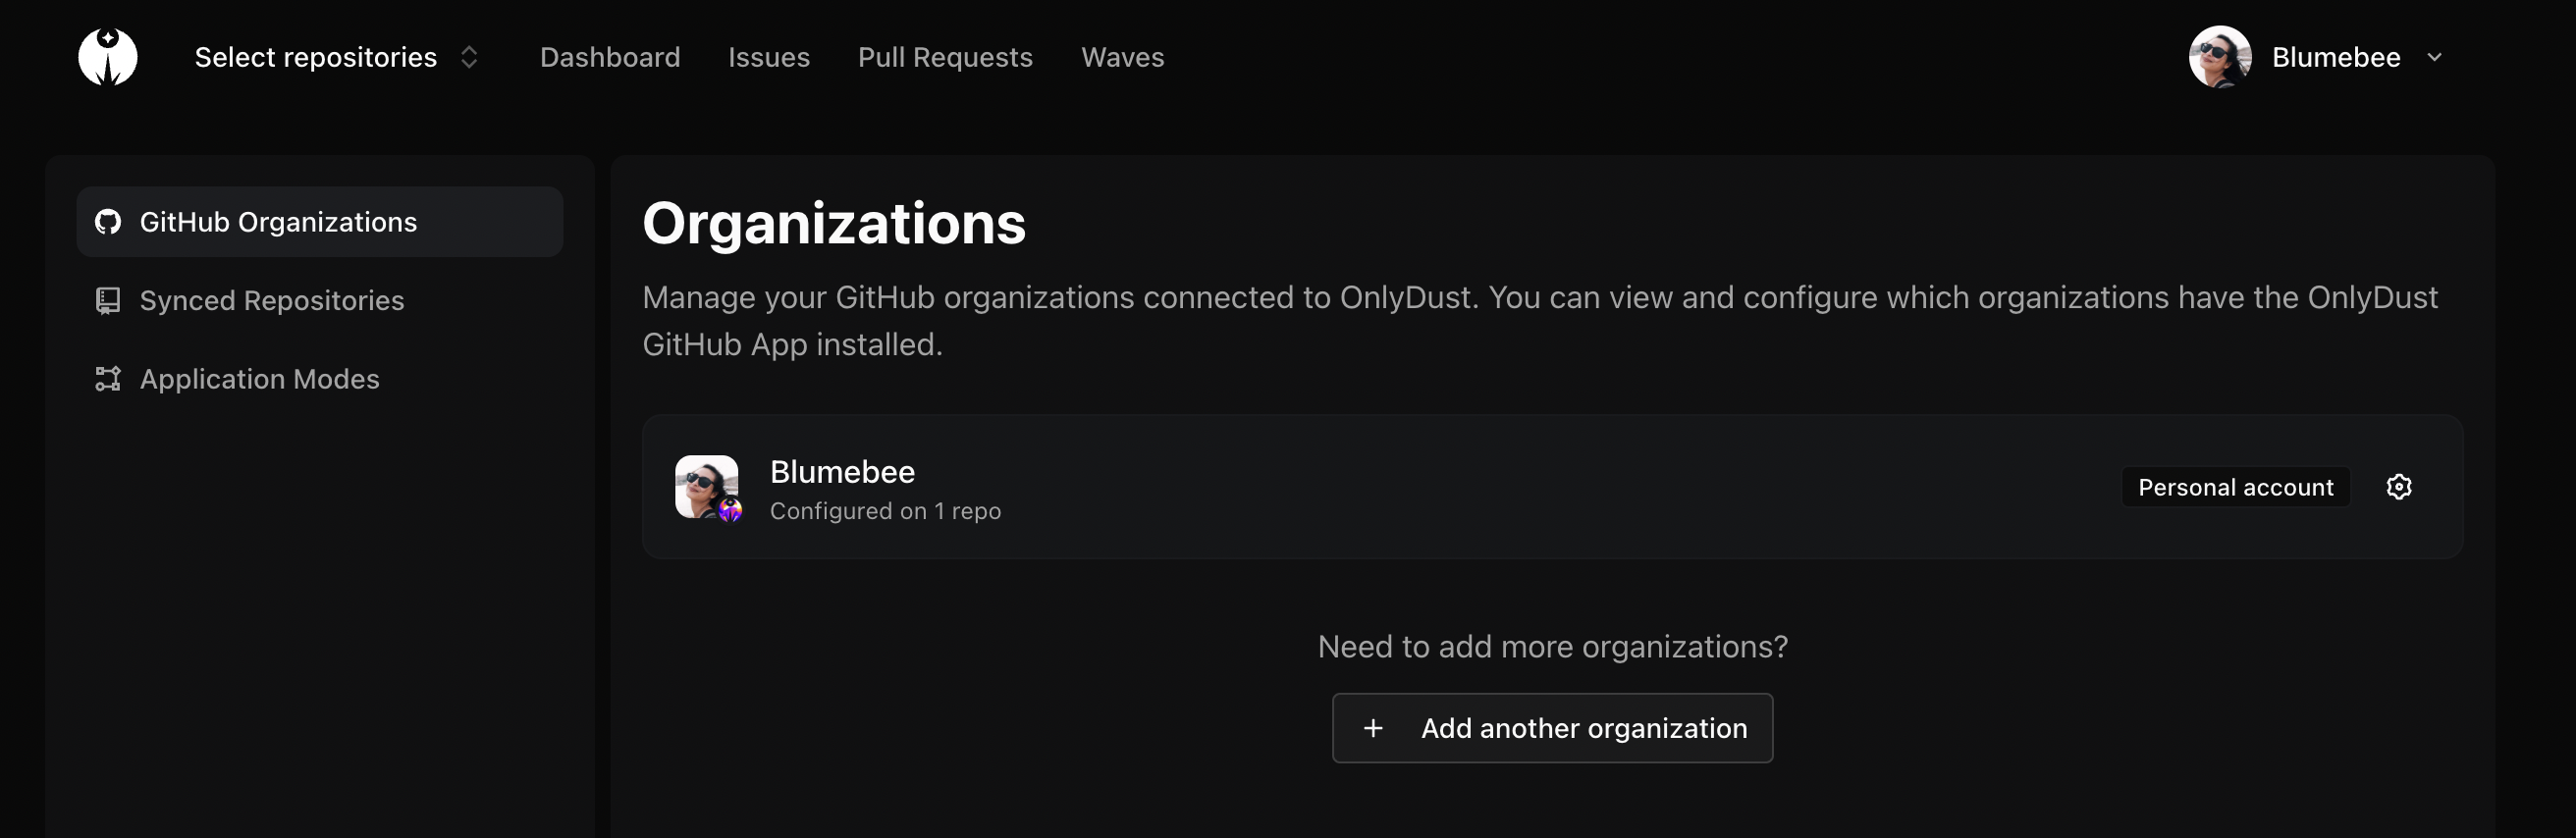 Select repositories
Dashboard
Issues
Pull Requests
Waves
Blumebee
GitHub Organizations
Synced Repositories
Application Modes
Organizations
Manage your GitHub organizations connected to OnlyDust. You can view and configure which organizations have the OnlyDust
GitHub App installed.
Blumebee
Configured on 1 repo
Personal account
Need to add more organizations?
+ Add another organization